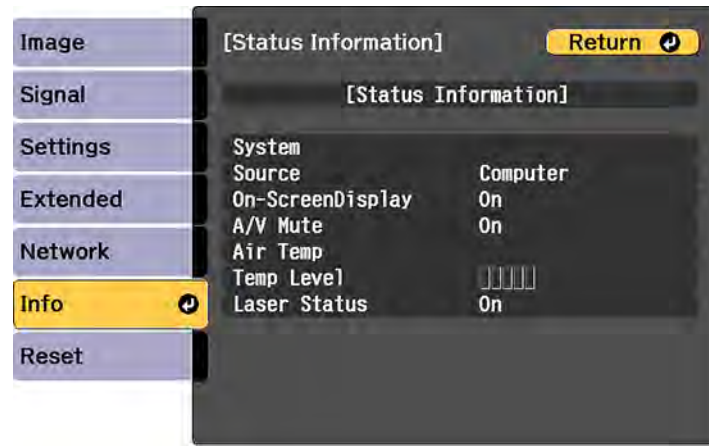 Image
Signal
Settings
Extended
Network
Info
Reset
[Status Information]
Return
[Status Information]
System
Source Computer
On-ScreenDisplay On
A/V Mute On
Air Temp
Temp Level
Laser Status On